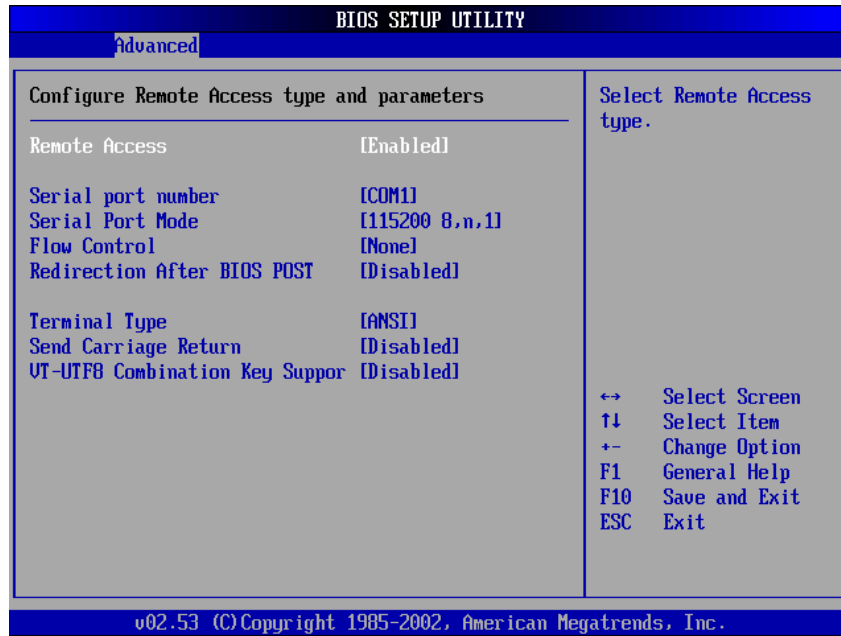 BIOS SETUP UTILITY
Advanced
Configure Remote Access type and parameters
Remote Access [Enabled]
Serial port number [COM1]
Serial Port Mode [115200 8,n,1]
Flow Control [None]
Redirection After BIOS POST [Disabled]
Terminal Type [ANSI]
Send Carriage Return [Disabled]
VT-UTF8 Combination Key Suppor [Disabled]
Select Remote Access
type.
↔ Select Screen
↑↓ Select Item
+- Change Option
F1 General Help
F10 Save and Exit
ESC Exit
v02.53 (C)Copyright 1985-2002, American Megatrends, Inc.